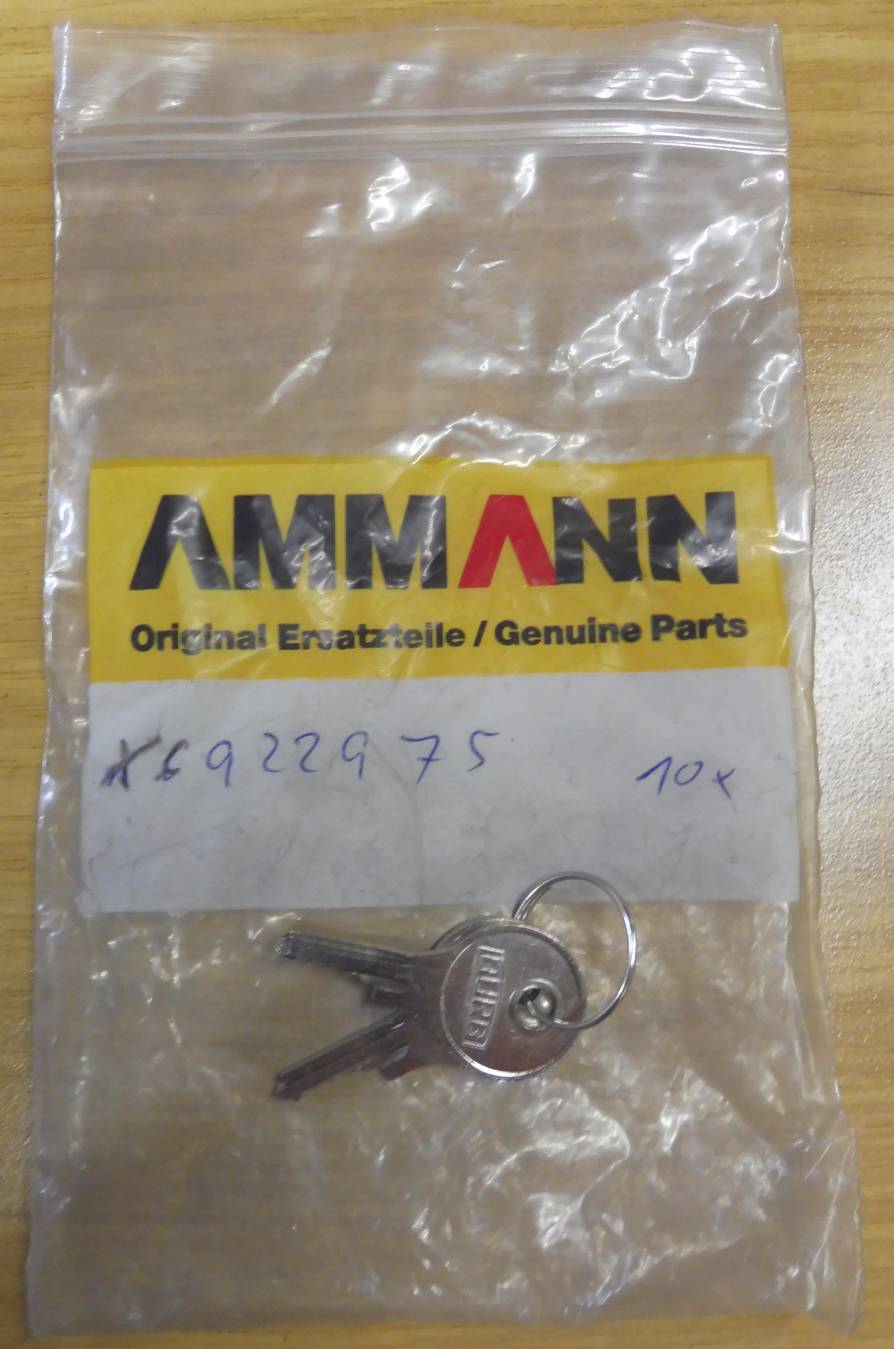 AMMANN
Original Ersatzteile / Genuine Parts
6922975 10x